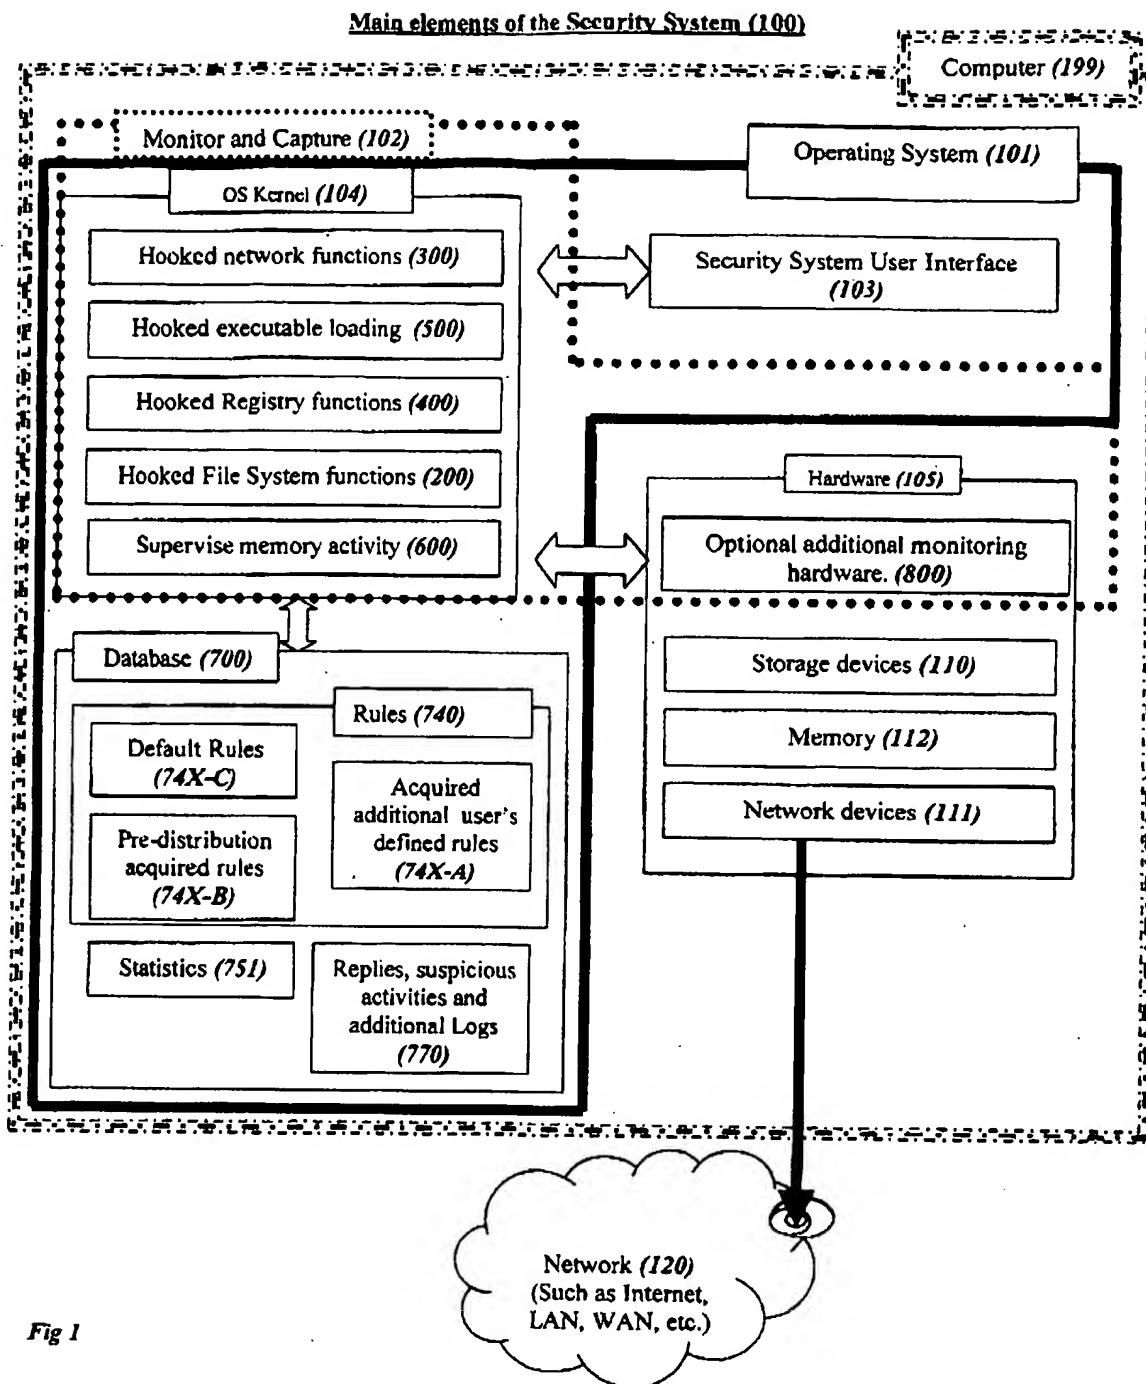 Main elements of the Security System (100)
Computer (199)
Monitor and Capture (102)
Operating System (101)
OS Kernel (104)
Hooked network functions (300)
Security System User Interface
(103)
Hooked executable loading (500)
Hooked Registry functions (400)
Hooked File System functions (200)
Supervise memory activity (600)
Hardware (105)
Optional additional monitoring
hardware. (800)
Storage devices (110)
Memory (112)
Network devices (111)
Database (700)
Rules (740)
Default Rules
(74X-C)
Pre-distribution
acquired rules
(74X-B)
Acquired
additional user's
defined rules
(74X-A)
Statistics (751)
Replies, suspicious
activities and
additional Logs
(770)
Network (120)
(Such as Internet,
LAN, WAN, etc.)
Fig 1